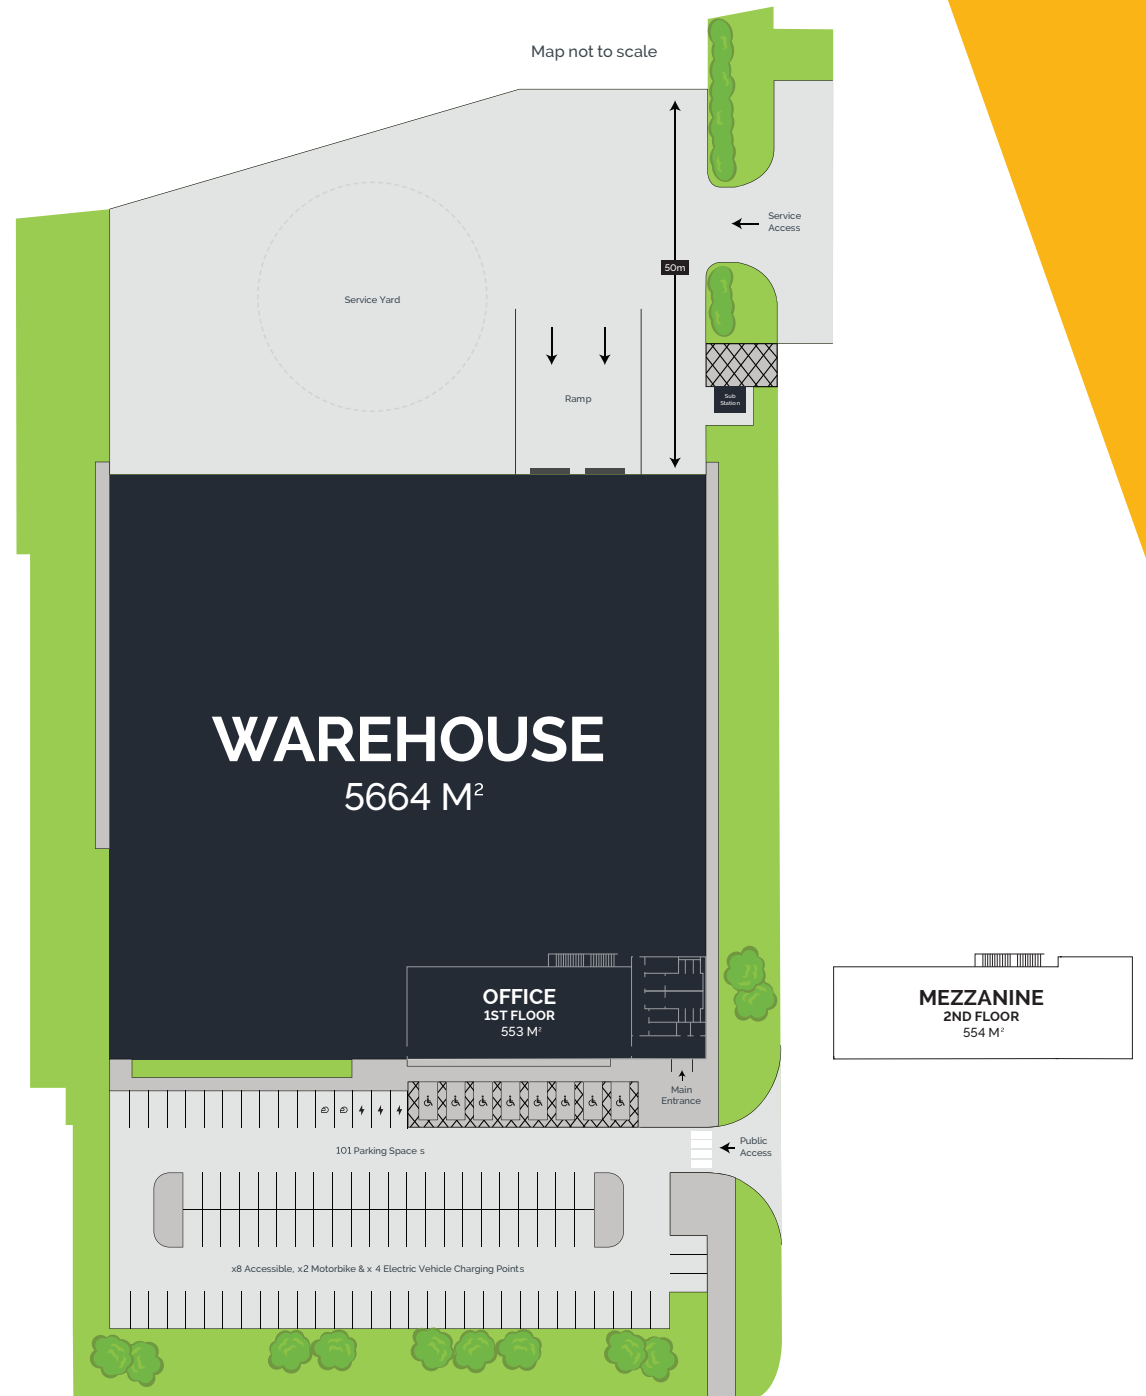 Map not to scale
Service
Access
50m
Service Yard
Ramp
Sub
Station
WAREHOUSE
5664 M²
OFFICE
1ST FLOOR
553 M²
MEZZANINE
2ND FLOOR
554 M²
Main
Entrance
101 Parking Space s
Public
Access
x8 Accessible, x2 Motorbike & x 4 Electric Vehicle Charging Points